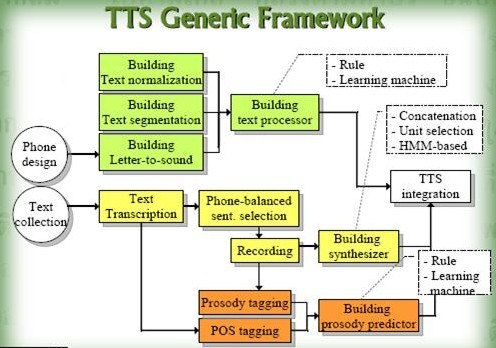 TTS Generic Framework
Building
Text normalization
Building
Text segmentation
Building
Letter-to-sound
Building
text processor
- Rule
- Learning machine
- Concatenation
- Unit selection
- HMM-based
Phone
design
Text
collection
TTS
integration
Text
Transcription
Phone-balanced
sent. selection
Recording
Building
synthesizer
- Rule
- Learning
machine
Prosody tagging
POS tagging
Building
prosody predictor